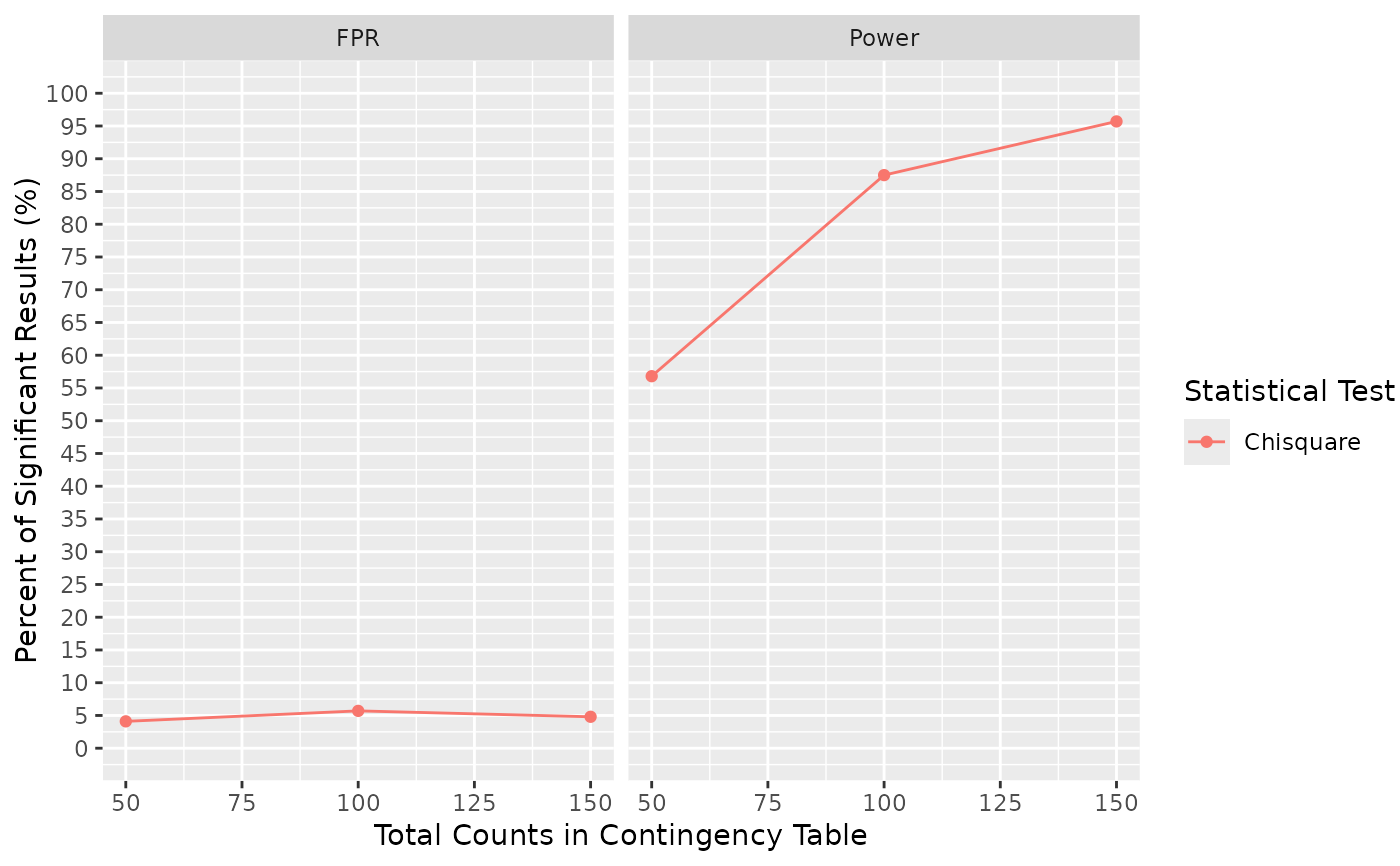 FPR
Power
100
95
90
85
80
75
70
65
60
55
50
45
40
35
30
25
20
15
10
5
0
Percent of Significant Results (%)
50 75 100 125 150
50 75 100 125 150
Total Counts in Contingency Table
Statistical Test
Chisquare